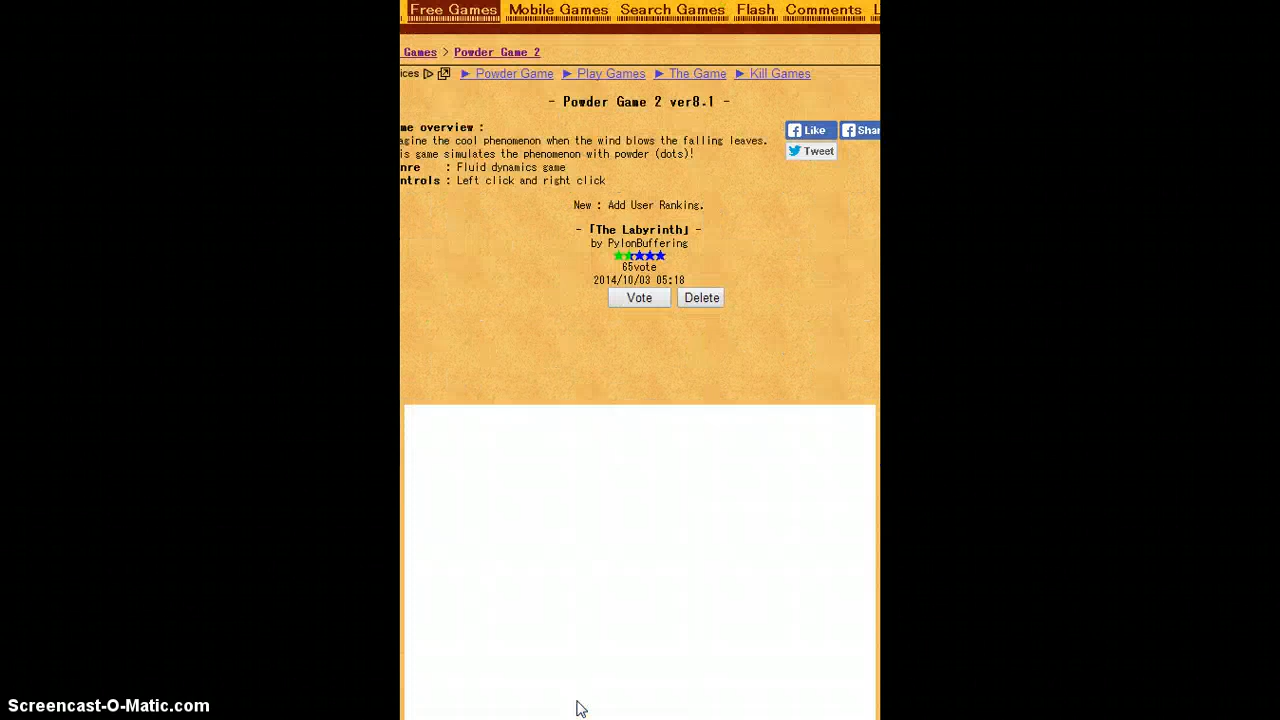 Free Games Mobile Games Search Games Flash Comments L
Games > Powder Game 2
ices ► Powder Game ► Play Games ► The Game ► Kill Games
- Powder Game 2 ver8.1 -
me overview :
agine the cool phenomenon when the wind blows the falling leaves.
is game simulates the phenomenon with powder (dots)!
nre : Fluid dynamics game
ntrols : Left click and right click
Like Shar
Tweet
New : Add User Ranking.
- 「The Labyrinth」 -
by PylonBuffering
★★★★★
65vote
2014/10/03 05:18
Vote Delete
Screencast-O-Matic.com